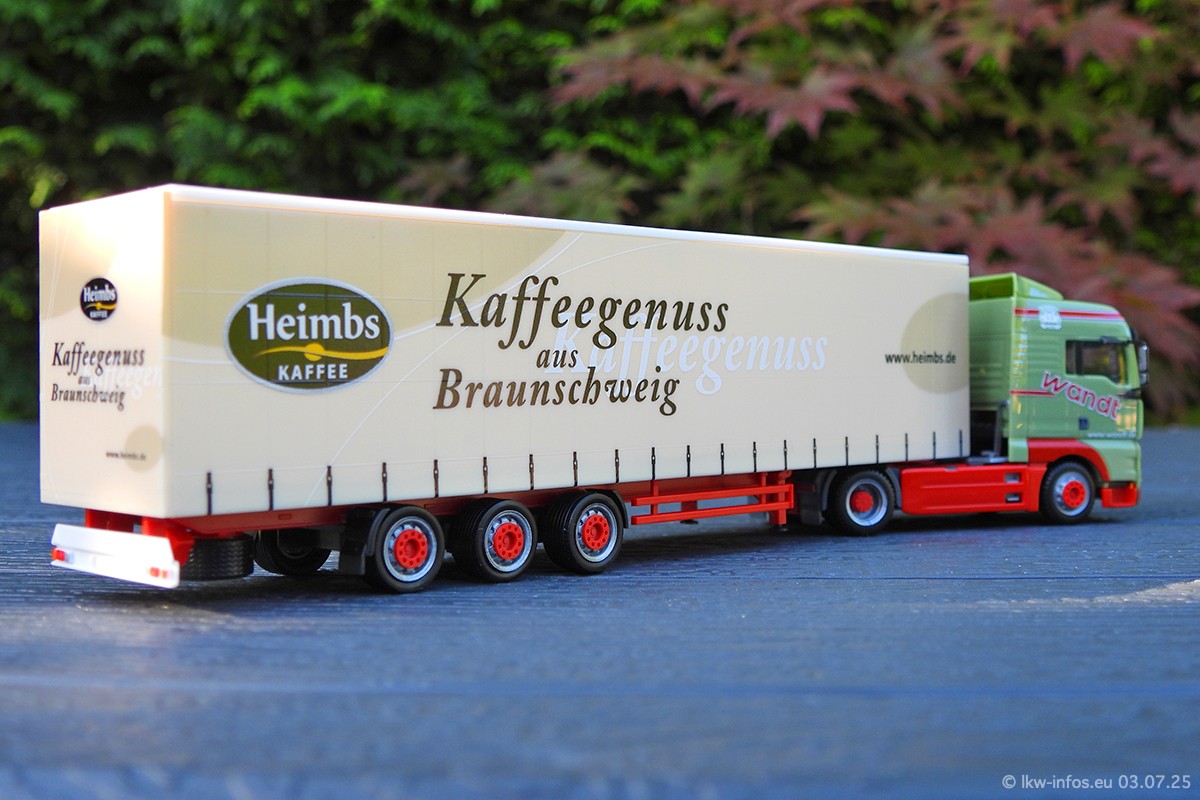 Heimbs
KAFFEE
Kaffeegenuss
aus
Braunschweig
www.heimbs.de
Heimbs
KAFFEE
Kaffeegenuss
Kaffeegenuss
aus
Braunschweig
www.heimbs.de
wandt
© lkw-infos.eu 03.07.25